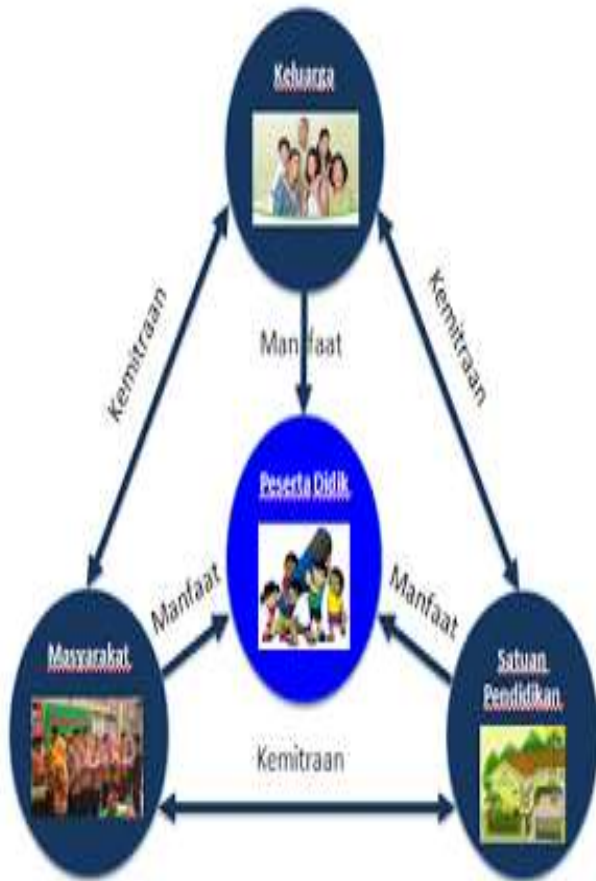 Keluarga
Kemitraan
Kemitraan
Manfaat
Peserta Didik
Manfaat
Manfaat
Masyarakat
Satuan
Pendidikan
Kemitraan